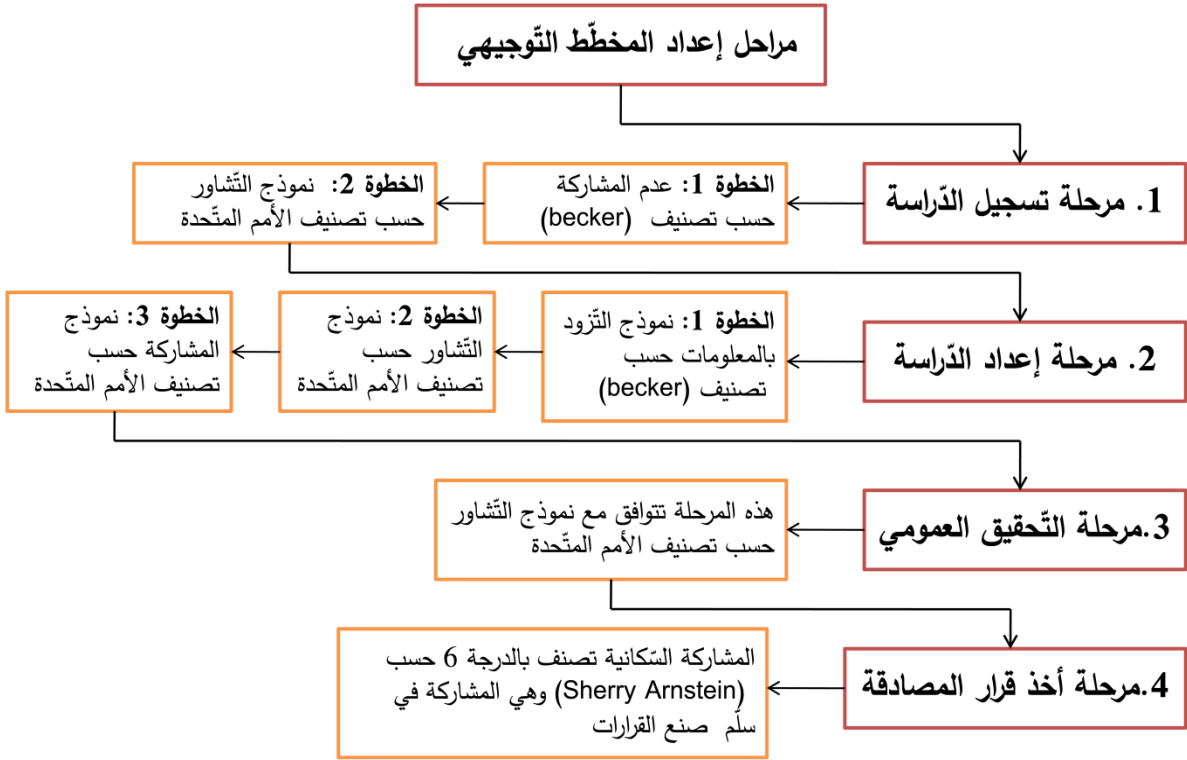 مراحل إعداد المخطّط التّوجيهي
1. مرحلة تسجيل الدّراسة
الخطوة 1: عدم المشاركة
حسب تصنيف (becker)
الخطوة 2: نموذج التّشاور
حسب تصنيف الأمم المتّحدة
2. مرحلة إعداد الدّراسة
الخطوة 1: نموذج التّزود
بالمعلومات حسب
تصنيف (becker)
الخطوة 2: نموذج
التّشاور حسب
تصنيف الأمم المتّحدة
الخطوة 3: نموذج
المشاركة حسب
تصنيف الأمم المتّحدة
3.مرحلة التّحقيق العمومي
هذه المرحلة تتوافق مع نموذج التّشاور
حسب تصنيف الأمم المتّحدة
4.مرحلة أخذ قرار المصادقة
المشاركة السّكانية تصنف بالدرجة 6 حسب
(Sherry Arnstein) وهي المشاركة في
سلّم صنع القرارات